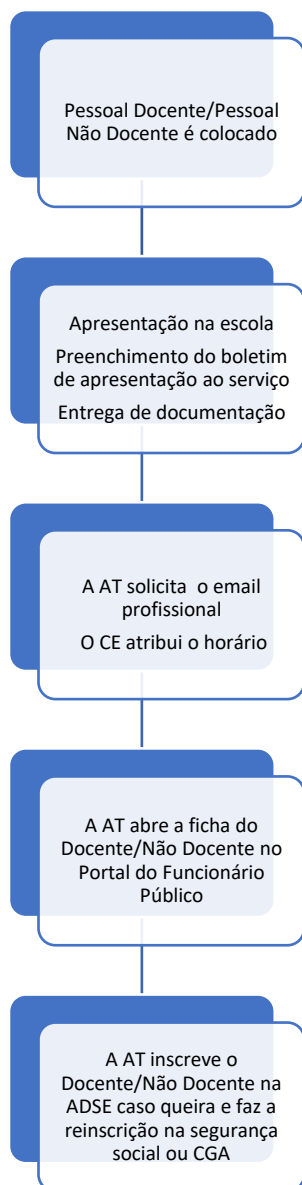 Pessoal Docente/Pessoal
Não Docente é colocado
Apresentação na escola
Preenchimento do boletim
de apresentação ao serviço
Entrega de documentação
A AT solicita o email
profissional
O CE atribui o horário
A AT abre a ficha do
Docente/Não Docente no
Portal do Funcionário
Público
A AT inscreve o
Docente/Não Docente na
ADSE caso queira e faz a
reinscrição na segurança
social ou CGA